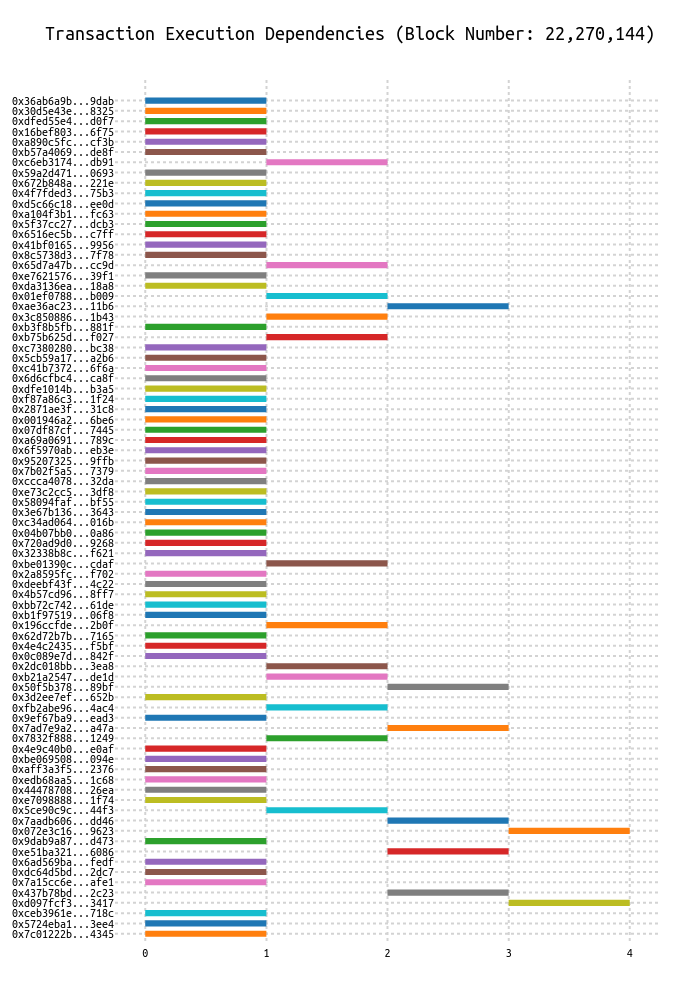 Transaction Execution Dependencies (Block Number: 22,270,144)
0x36ab6a9b...9dab
0x30d5e43e...8325
0xdfed55e4...d0f7
0x16bef803...6f75
0xa890c5fc...cf3b
0xb57a4069...de8f
0xc6eb3174...db91
0x59a2d471...0693
0x672b848a...221e
0x4f7fded3...75b3
0xd5c66c18...ee0d
0xa104f3b1...fc63
0x5f37cc27...dcb3
0x6516ec5b...c7ff
0x41bf0165...9956
0x8c5738d3...7f78
0x65d7a47b...cc9d
0xe7621576...39f1
0xda3136ea...18a8
0x01ef0788...b009
0xae36ac23...11b6
0x3c850886...1b43
0xb3f8b5fb...881f
0xb75b625d...f027
0xc7380280...bc38
0x5cb59a17...a2b6
0xc41b7372...6f6a
0x6d6cfbc4...ca8f
0xdfe1014b...b3a5
0xf87a86c3...1f24
0x2871ae3f...31c8
0x001946a2...6be6
0x07df87cf...7445
0xa69a0691...789c
0x6f5970ab...eb3e
0x95207325...9ffb
0x7b02f5a5...7379
0xccca4078...32da
0xe73c2cc5...3df8
0x58094faf...bf55
0x3e67b136...3643
0xc34ad064...016b
0x04b07bb0...0a86
0x720ad9d0...9268
0x32338b8c...f621
0xbe01390c...cdaf
0x2a8595fc...f702
0xdeebf43f...4c22
0x4b57cd96...8ff7
0xbb72c742...61de
0xb1f97519...06f8
0x196ccfde...2b0f
0x62d72b7b...7165
0x4e4c2435...f5bf
0x0c089e7d...842f
0x2dc018bb...3ea8
0xb21a2547...de1d
0x50f5b378...89bf
0x3d2ee7ef...652b
0xfb2abe96...4ac4
0x9ef67ba9...ead3
0x7ad7e9a2...a47a
0x7832f888...1249
0x4e9c40b0...e0af
0xbe069508...094e
0xaff3a3f5...2376
0xedb68aa5...1c68
0x44478708...26ea
0xe7098888...1f74
0x5ce90c9c...44f3
0x7aadb606...dd46
0x072e3c16...9623
0x9dab9a87...d473
0xe51ba321...6086
0x6ad569ba...fedf
0xdc64d5bd...2dc7
0x7a15cc6e...afe1
0x437b78bd...2c23
0xd097fcf3...3417
0xceb3961e...718c
0x5724eba1...3ee4
0x7c01222b...4345
0 1 2 3 4